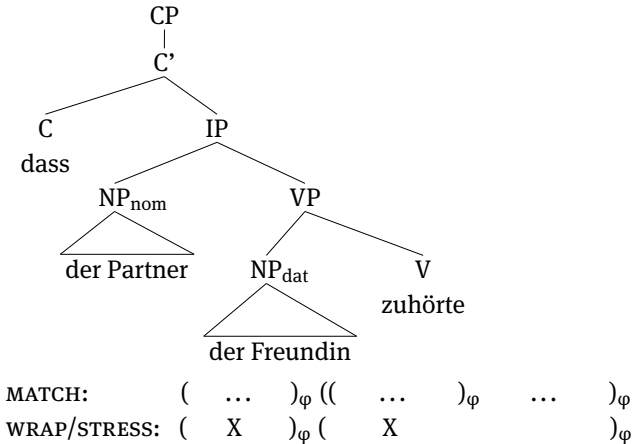 CP
C’
C IP
dass
NPnom VP
der Partner NPdat V
zuhörte
der Freundin
MATCH: ( … )φ (( … )φ … )φ
WRAP/STRESS: ( X )φ ( X )φ